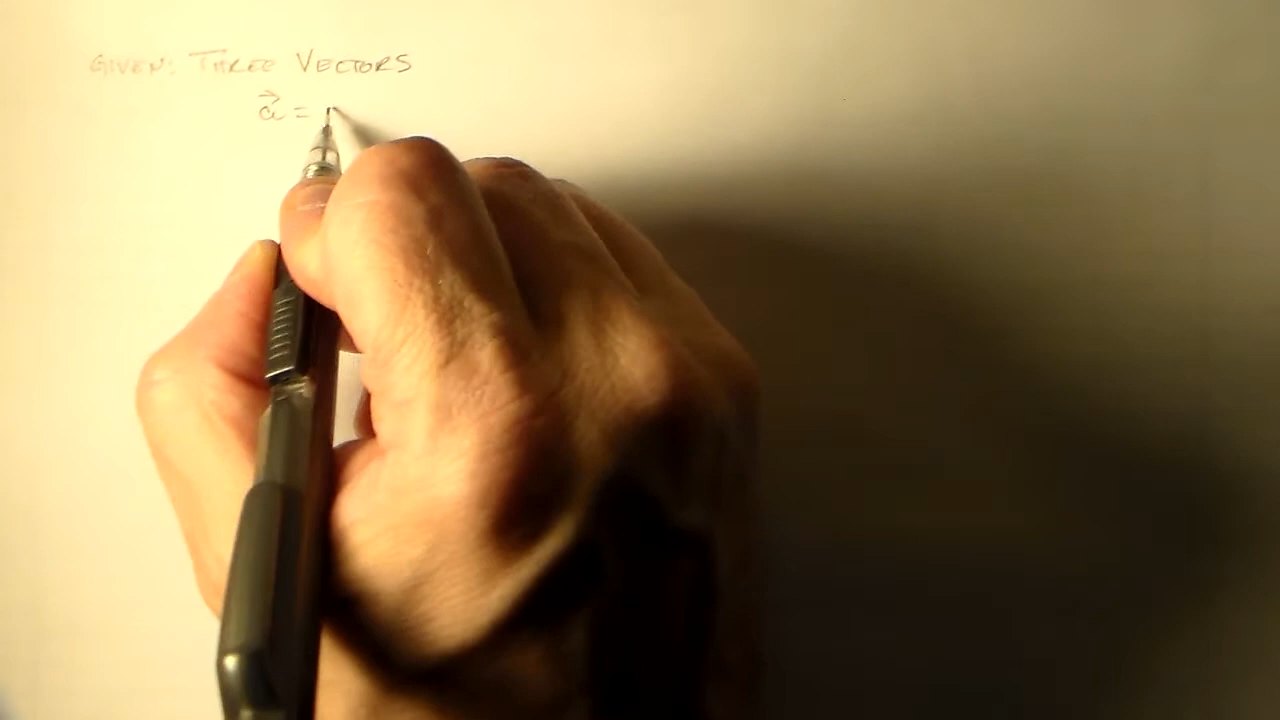 GIVEN: THREE VECTORS
a⃗ =